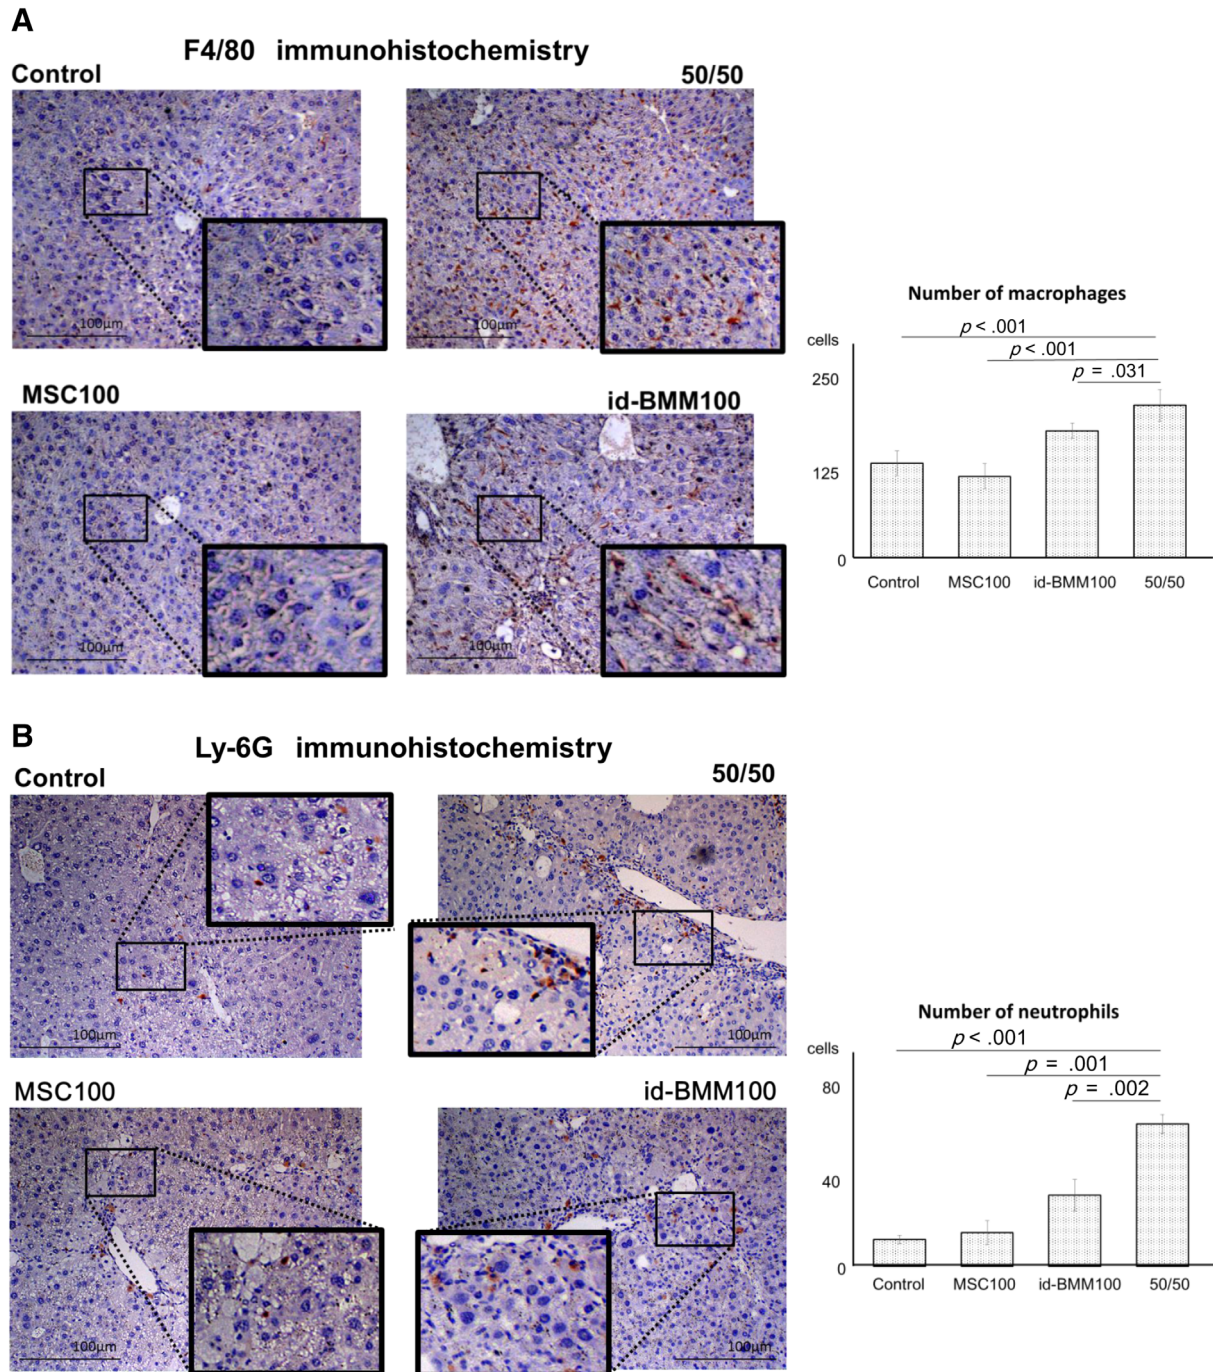 A
F4/80 immunohistochemistry
Control
50/50
100μm
100μm
MSC100
id-BMM100
100μm
100μm
Number of macrophages
p < .001
p < .001
p = .031
cells
250
125
0
Control MSC100 id-BMM100 50/50
B
Ly-6G immunohistochemistry
Control
50/50
100μm
100μm
MSC100
id-BMM100
100μm
100μm
Number of neutrophils
p < .001
p = .001
p = .002
cells
80
40
0
Control MSC100 id-BMM100 50/50